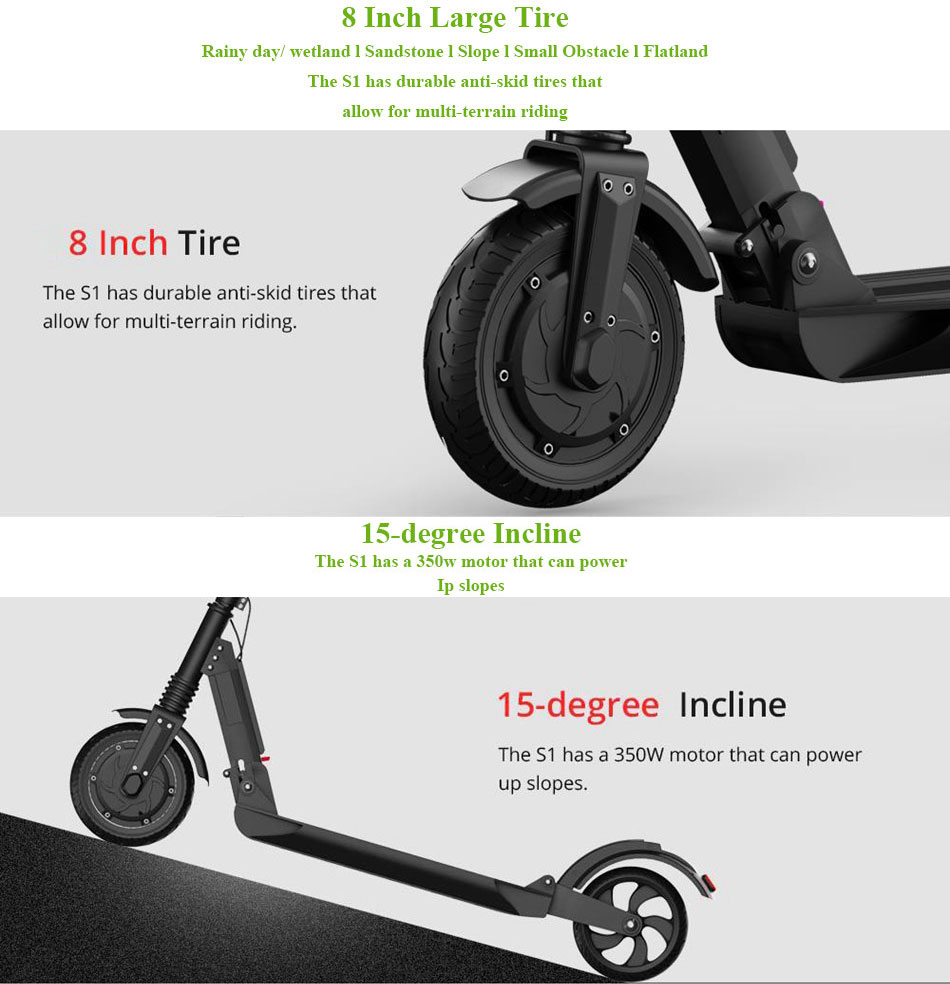 8 Inch Large Tire
Rainy day/ wetland l Sandstone l Slope l Small Obstacle l Flatland
The S1 has durable anti-skid tires that
allow for multi-terrain riding
8 Inch Tire
The S1 has durable anti-skid tires that
allow for multi-terrain riding.
15-degree Incline
The S1 has a 350w motor that can power
Ip slopes
15-degree Incline
The S1 has a 350W motor that can power
up slopes.